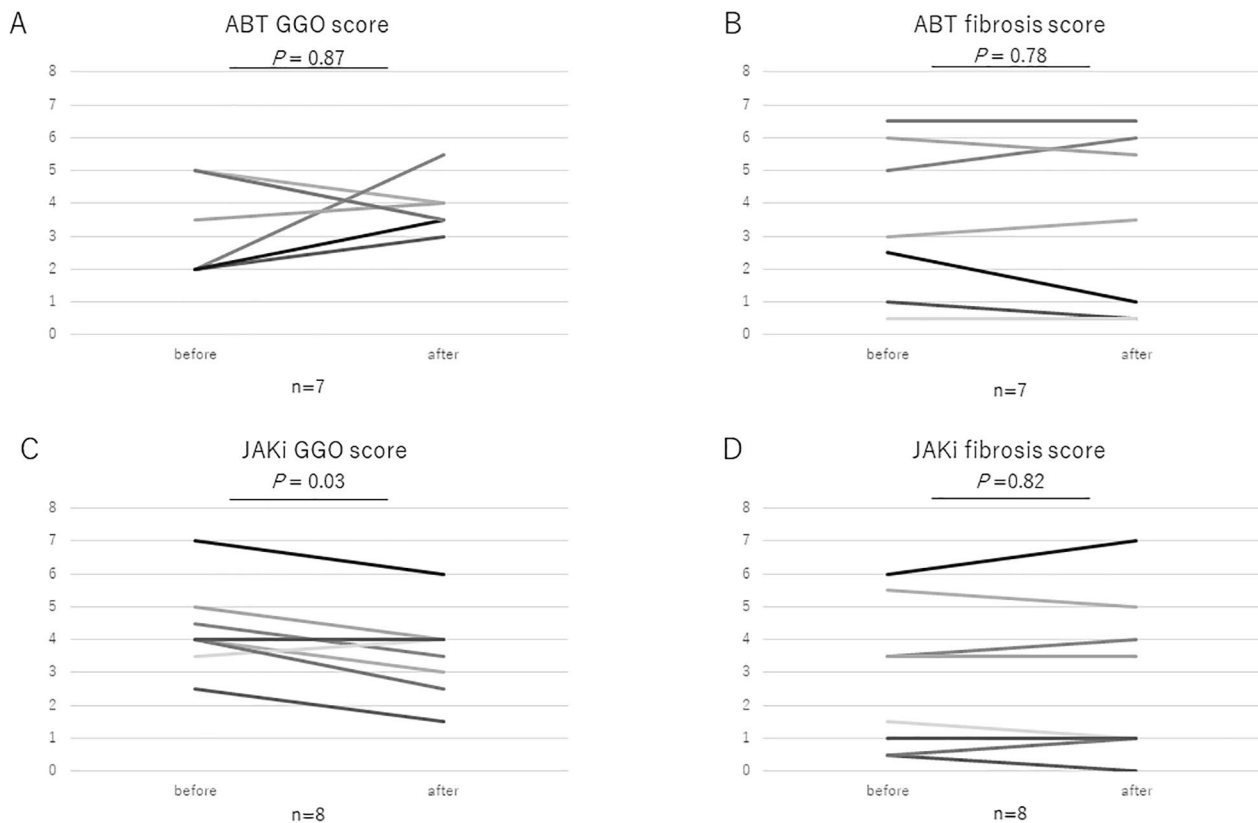 A
ABT GGO score
P = 0.87
8
7
6
5
4
3
2
1
0
before after
n=7
B
ABT fibrosis score
P = 0.78
8
7
6
5
4
3
2
1
0
before after
n=7
C
JAKi GGO score
P = 0.03
8
7
6
5
4
3
2
1
0
before after
n=8
D
JAKi fibrosis score
P =0.82
8
7
6
5
4
3
2
1
0
before after
n=8